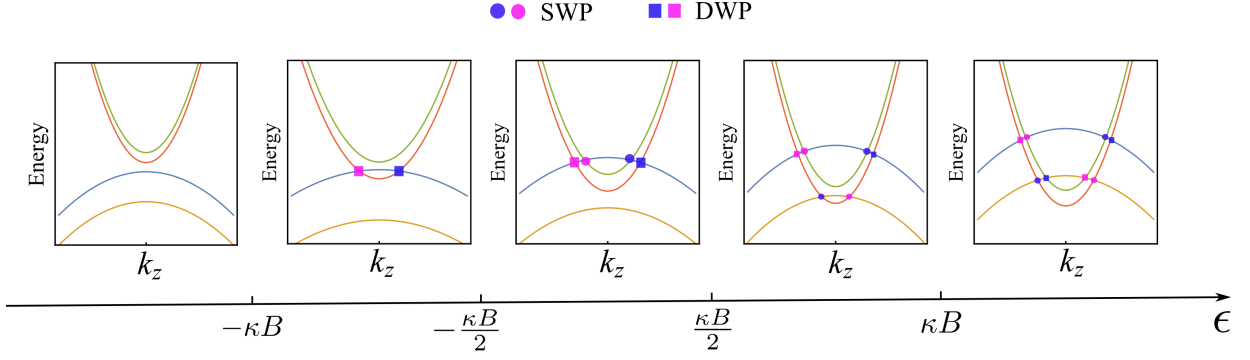 SWP DWP
Energy Energy Energy Energy Energy
k_z k_z k_z k_z k_z
−κB −κB/2 κB/2 κB ϵ